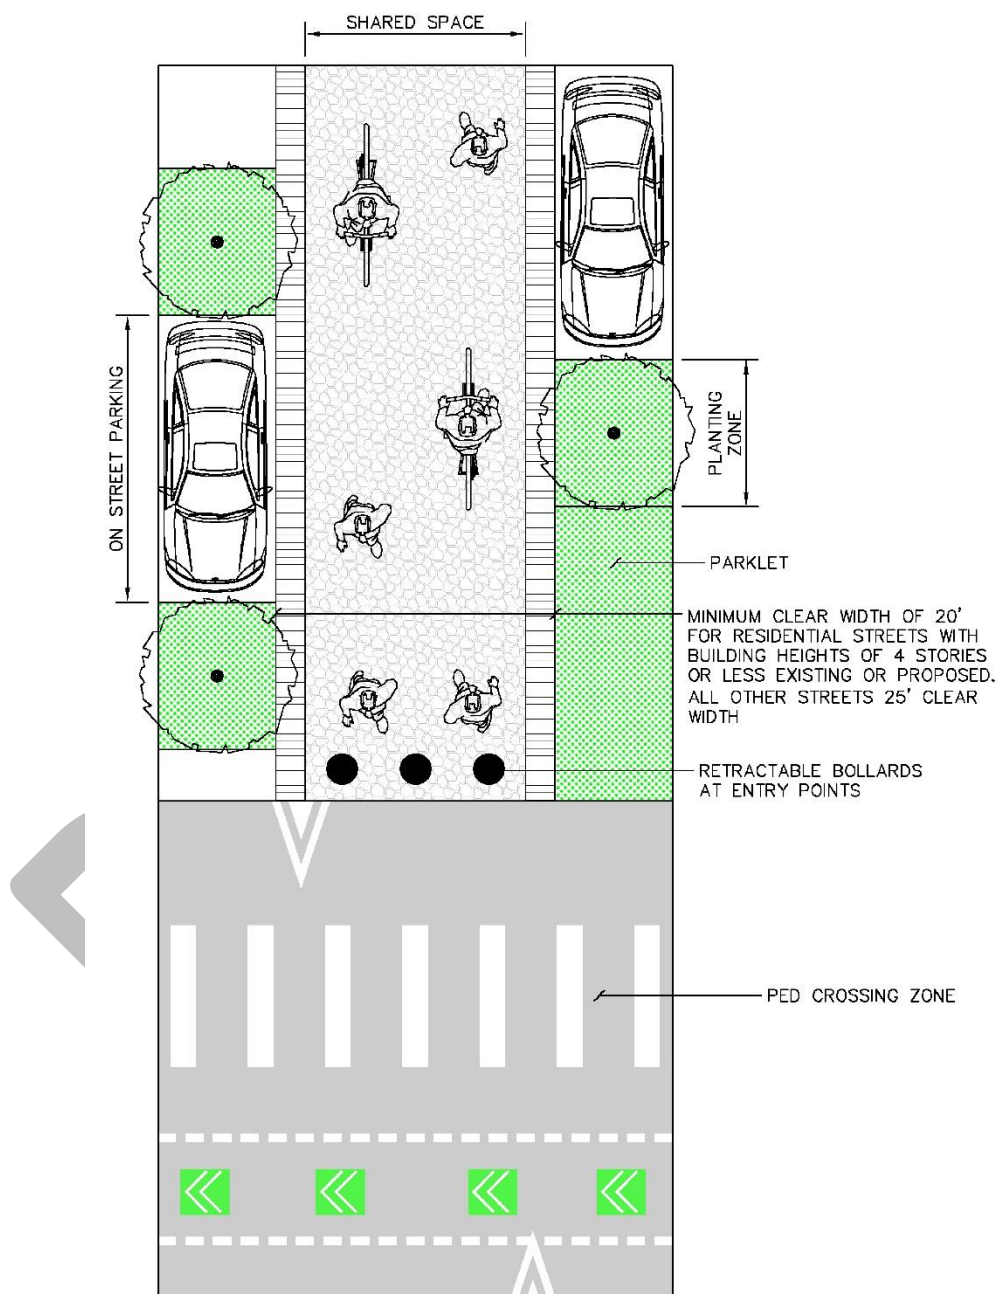 SHARED SPACE
ON STREET PARKING
PLANTING
ZONE
PARKLET
MINIMUM CLEAR WIDTH OF 20'
FOR RESIDENTIAL STREETS WITH
BUILDING HEIGHTS OF 4 STORIES
OR LESS EXISTING OR PROPOSED.
ALL OTHER STREETS 25' CLEAR
WIDTH
RETRACTABLE BOLLARDS
AT ENTRY POINTS
PED CROSSING ZONE